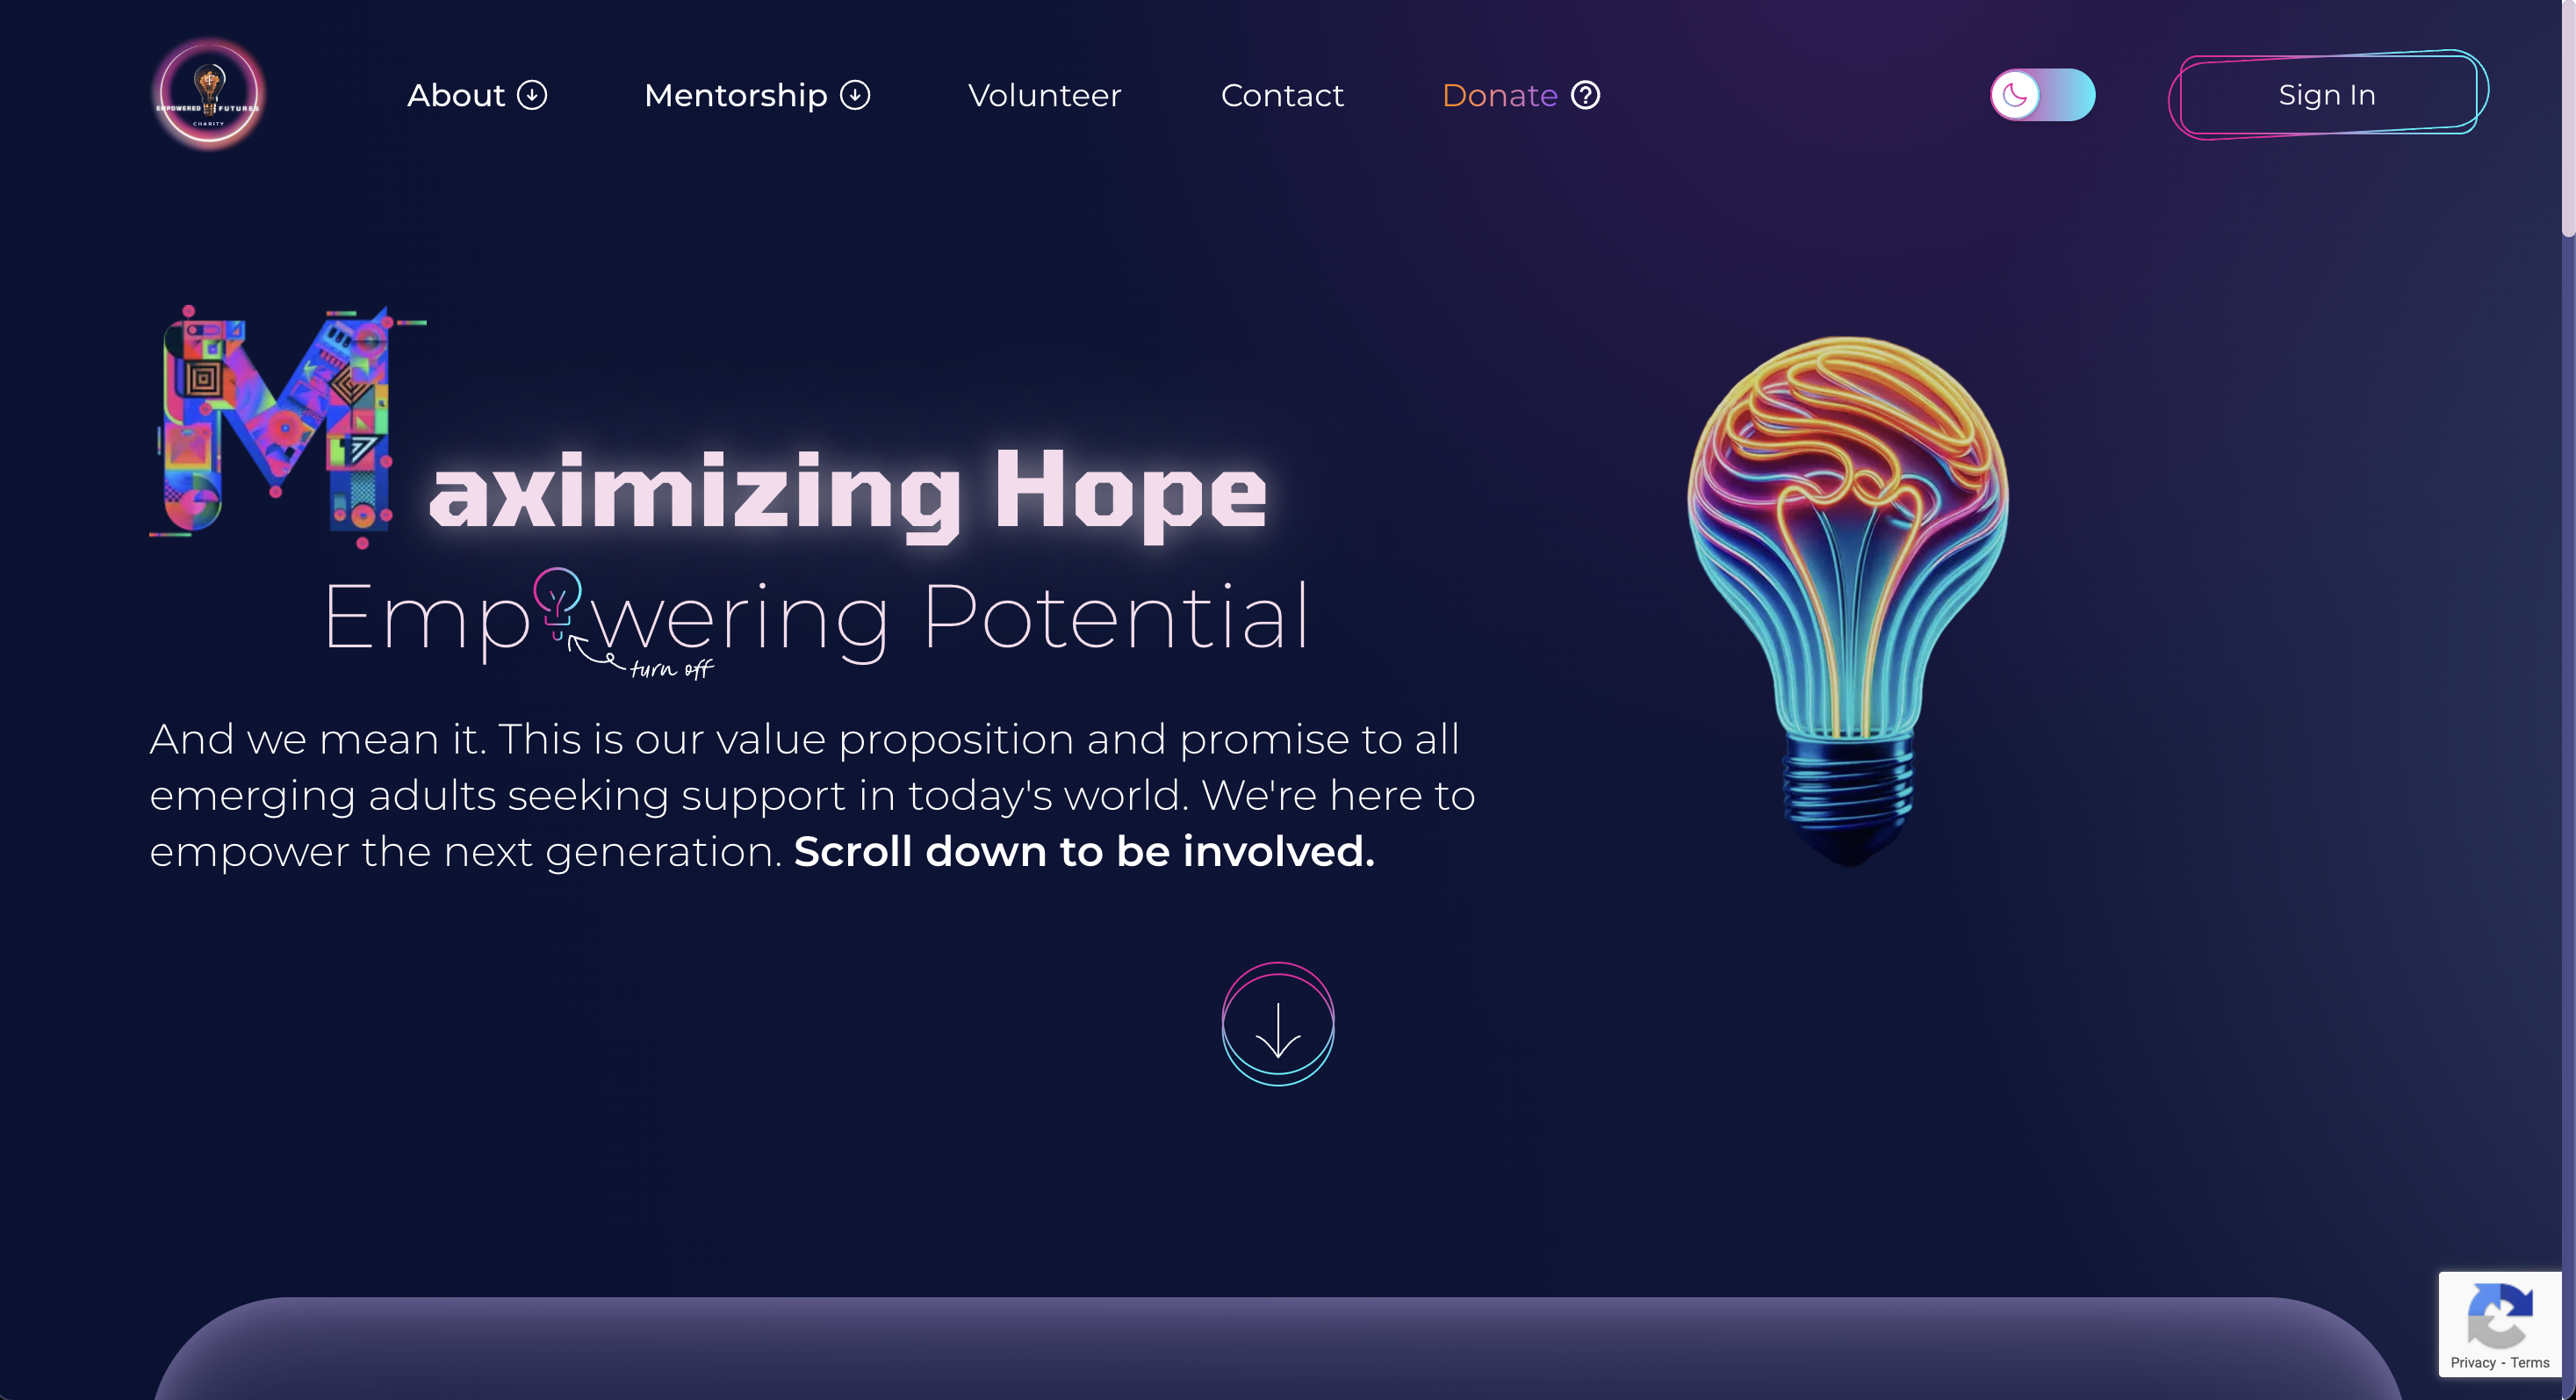 EMPOWERED FUTURES
CHARITY
About
Mentorship
Volunteer
Contact
Donate
Sign In
Maximizing Hope
Empowering Potential
turn off
And we mean it. This is our value proposition and promise to all
emerging adults seeking support in today's world. We're here to
empower the next generation. Scroll down to be involved.
Privacy - Terms